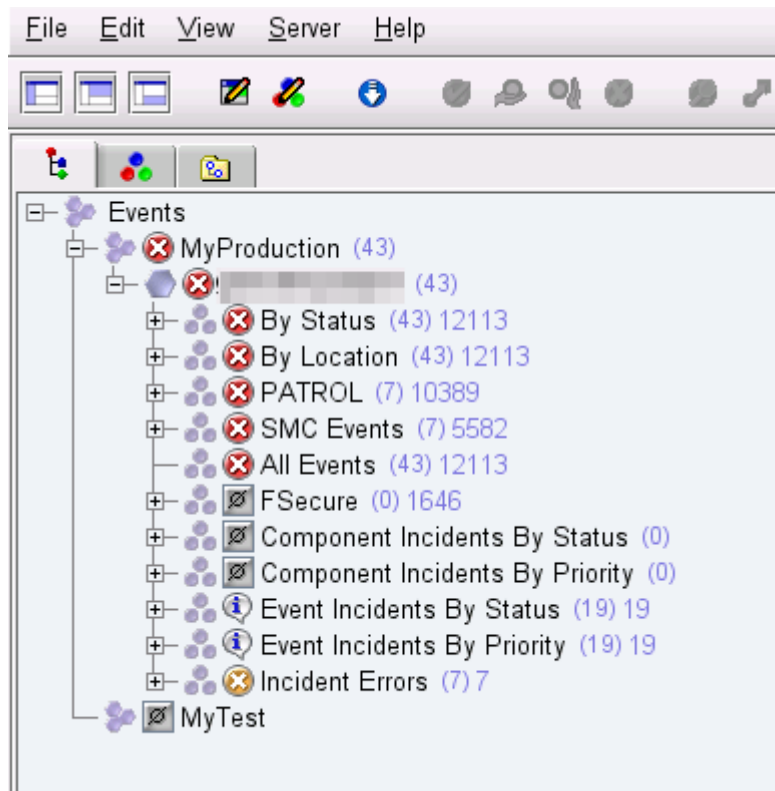 File Edit View Server Help
Events
MyProduction (43)
(43)
By Status (43) 12113
By Location (43) 12113
PATROL (7) 10389
SMC Events (7) 5582
All Events (43) 12113
FSecure (0) 1646
Component Incidents By Status (0)
Component Incidents By Priority (0)
Event Incidents By Status (19) 19
Event Incidents By Priority (19) 19
Incident Errors (7) 7
MyTest